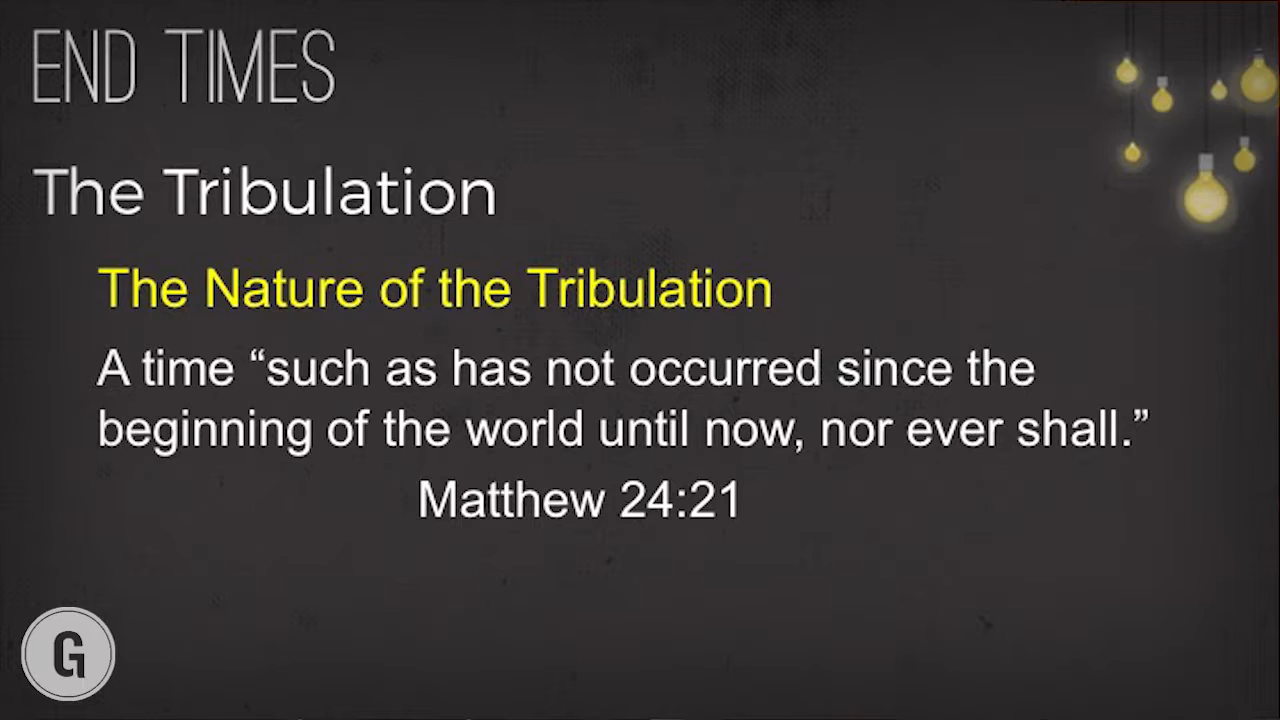 END TIMES
The Tribulation
The Nature of the Tribulation
A time “such as has not occurred since the
beginning of the world until now, nor ever shall.”
Matthew 24:21
G